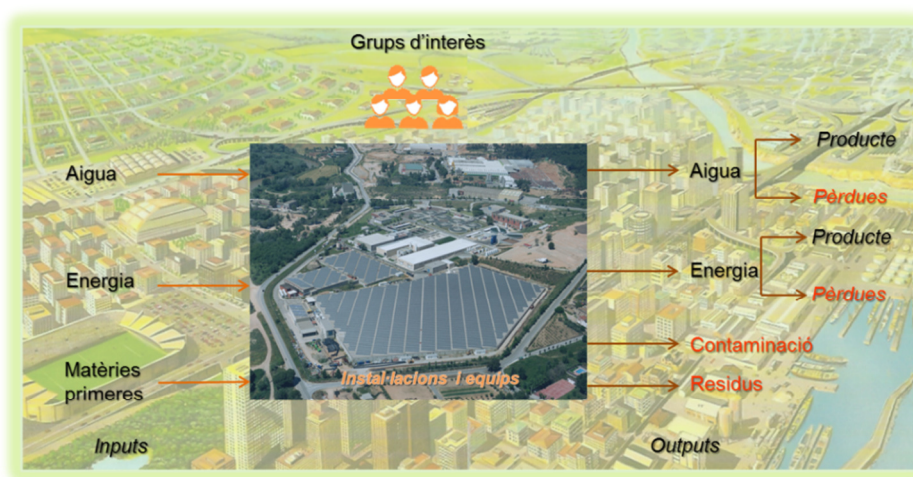 Grups d'interès
Aigua
Energia
Matèries
primeres
Inputs
Instal·lacions i equips
Aigua
Producte
Pèrdues
Energia
Producte
Pèrdues
Contaminació
Residus
Outputs